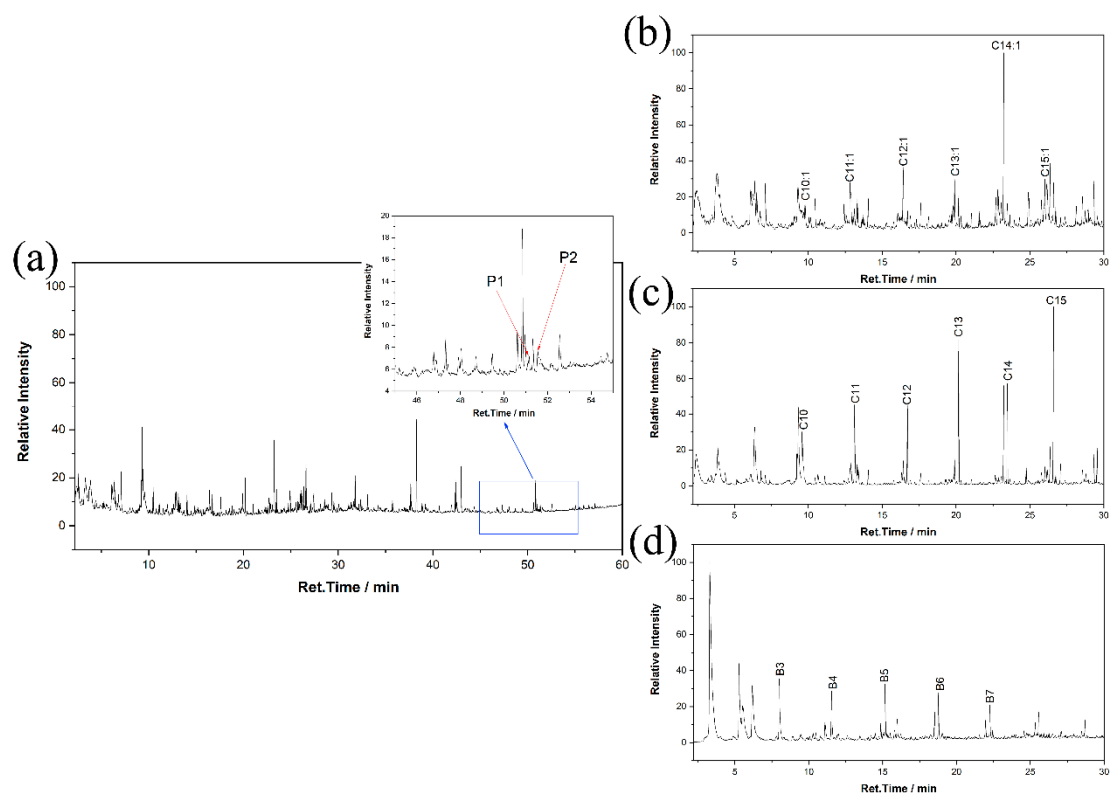 (a)
Relative Intensity
100
80
60
40
20
0
10
20
30
40
50
60
Ret.Time / min
Relative Intensity
20
18
16
14
12
10
8
6
4
46
48
50
52
54
Ret.Time / min
P1
P2
(b)
Relative Intensity
100
80
60
40
20
0
C10:1
C11:1
C12:1
C13:1
C14:1
C15:1
5
10
15
20
25
30
Ret.Time / min
(c)
Relative Intensity
100
80
60
40
20
0
C10
C11
C12
C13
C14
C15
5
10
15
20
25
30
Ret.Time / min
(d)
Relative Intensity
100
80
60
40
20
0
B3
B4
B5
B6
B7
5
10
15
20
25
30
Ret.Time / min